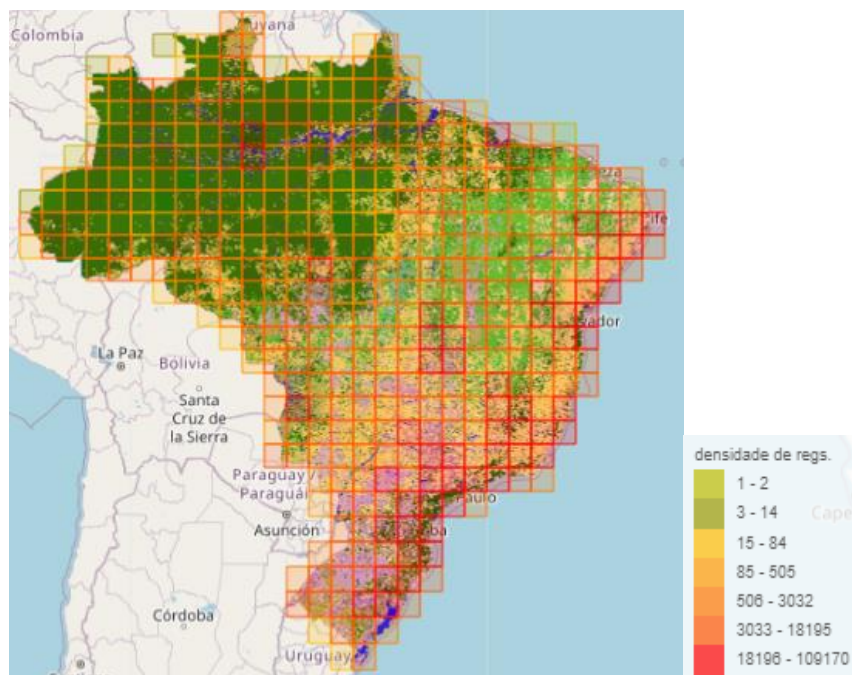 Colombia
uyana
La Paz
Bolivia
Santa
Cruz de
la Sierra
vador
ife
Paraguay /
Paraguái
Asunción
aulo
ba
Córdoba
Uruguay
densidade de regs.
1 - 2
3 - 14
15 - 84
85 - 505
506 - 3032
3033 - 18195
18196 - 109170
Cape